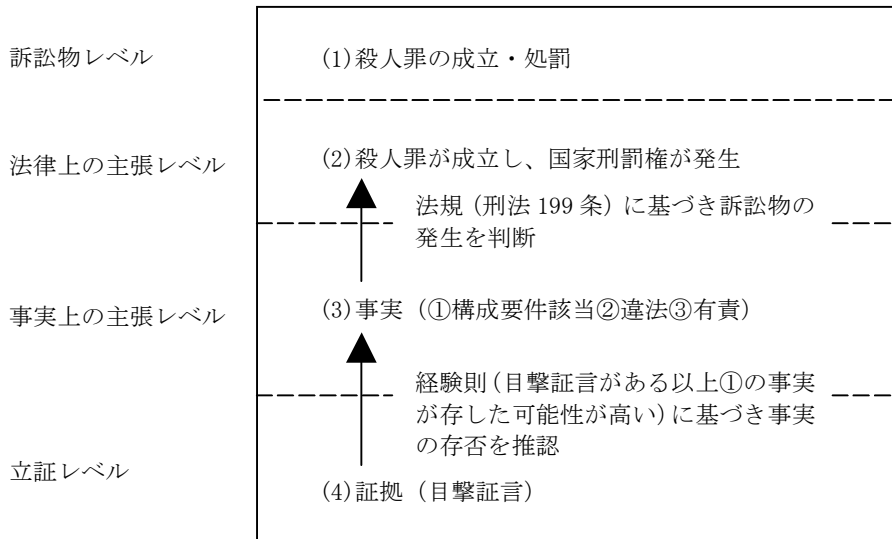 訴訟物レベル
(1)殺人罪の成立・処罰
法律上の主張レベル
(2)殺人罪が成立し、国家刑罰権が発生
法規(刑法 199 条)に基づき訴訟物の
発生を判断
事実上の主張レベル
(3)事実(①構成要件該当②違法③有責)
経験則(目撃証言がある以上①の事実
が存した可能性が高い)に基づき事実
の存否を推認
立証レベル
(4)証拠(目撃証言)